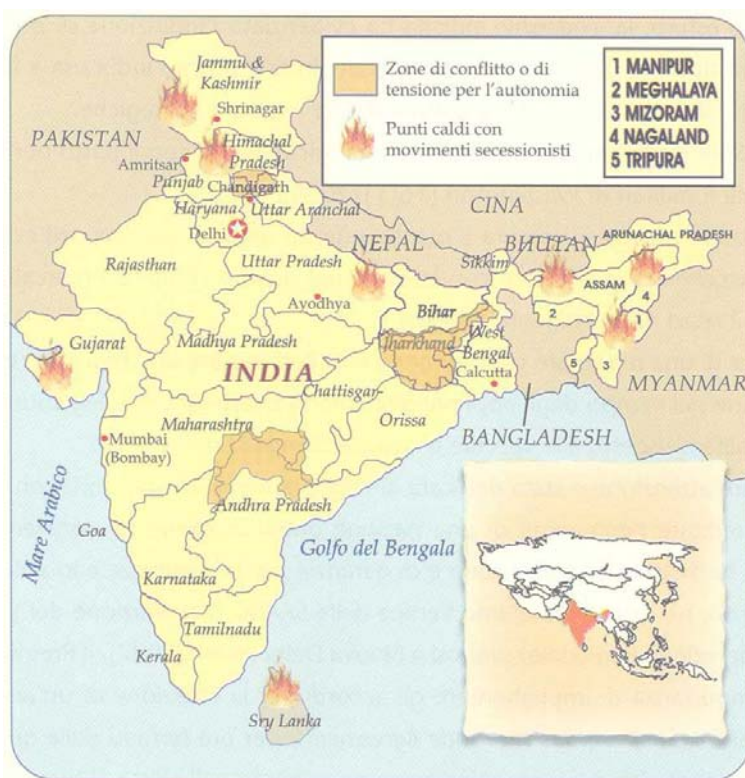 Jammu &
Kashmir
Shrinagar
PAKISTAN
Himachal
Pradesh
Amritsar
Punjab
Chandigarh
Haryana
Uttar Aranchal
Delhi
Rajasthan
Uttar Pradesh
NEPAL
CINA
Sikkim
BHUTAN
ARUNACHAL PRADESH
ASSAM
4
2
1
5
3
Ayodhya
Bihar
Jharkhand
West
Bengal
Calcutta
Gujarat
Madhya Pradesh
INDIA
Chattisgar-
MYANMAR
Maharashtra
Orissa
BANGLADESH
Mumbai
(Bombay)
Andhra Pradesh
Mare Arabico
Goa
Golfo del Bengala
Karnataka
Tamilnadu
Kerala
Sry Lanka
Zone di conflitto o di
tensione per l'autonomia
Punti caldi con
movimenti secessionisti
1 MANIPUR
2 MEGHALAYA
3 MIZORAM
4 NAGALAND
5 TRIPURA